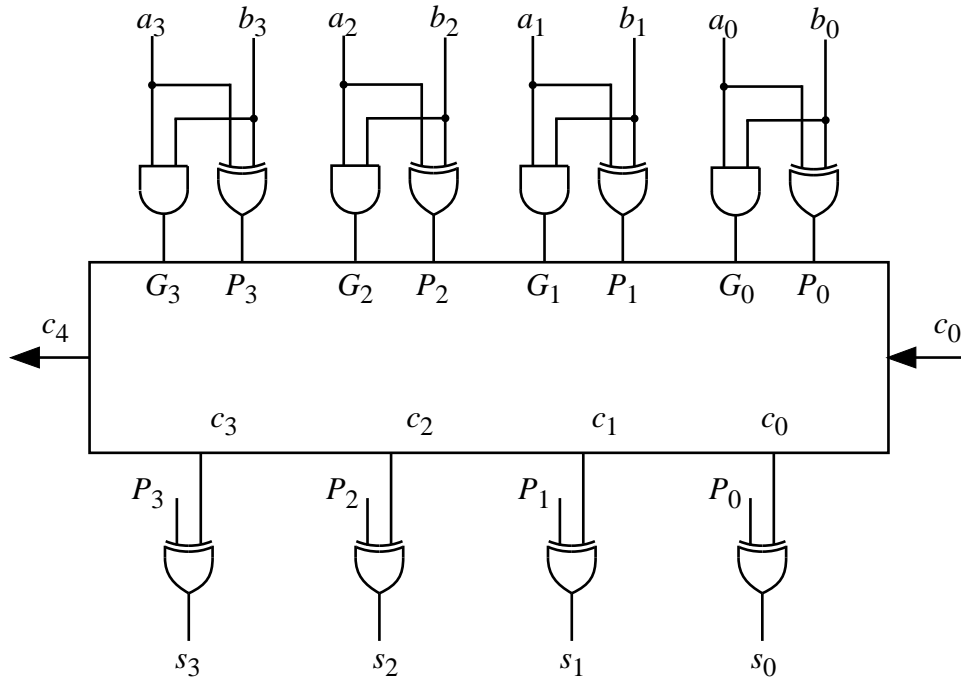 a₃ b₃ a₂ b₂ a₁ b₁ a₀ b₀
G₃ P₃ G₂ P₂ G₁ P₁ G₀ P₀
c₄ c₀
c₃ c₂ c₁ c₀
P₃ P₂ P₁ P₀
s₃ s₂ s₁ s₀